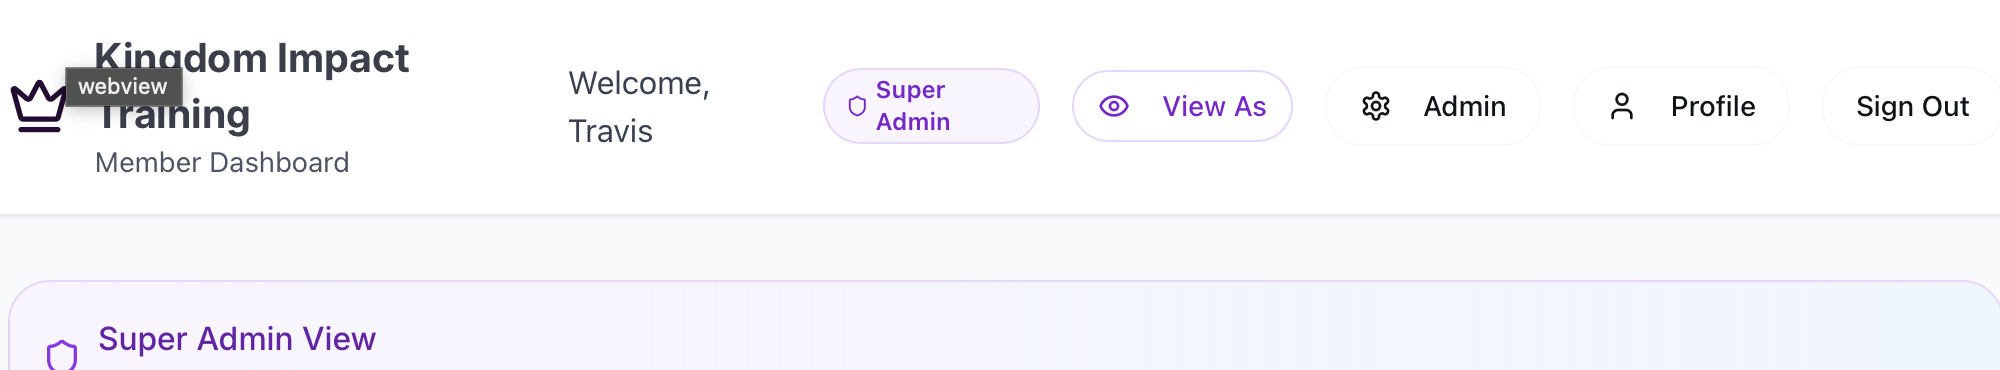 Kingdom Impact
Training
webview
Member Dashboard
Welcome,
Travis
Super
Admin
View As
Admin
Profile
Sign Out
Super Admin View